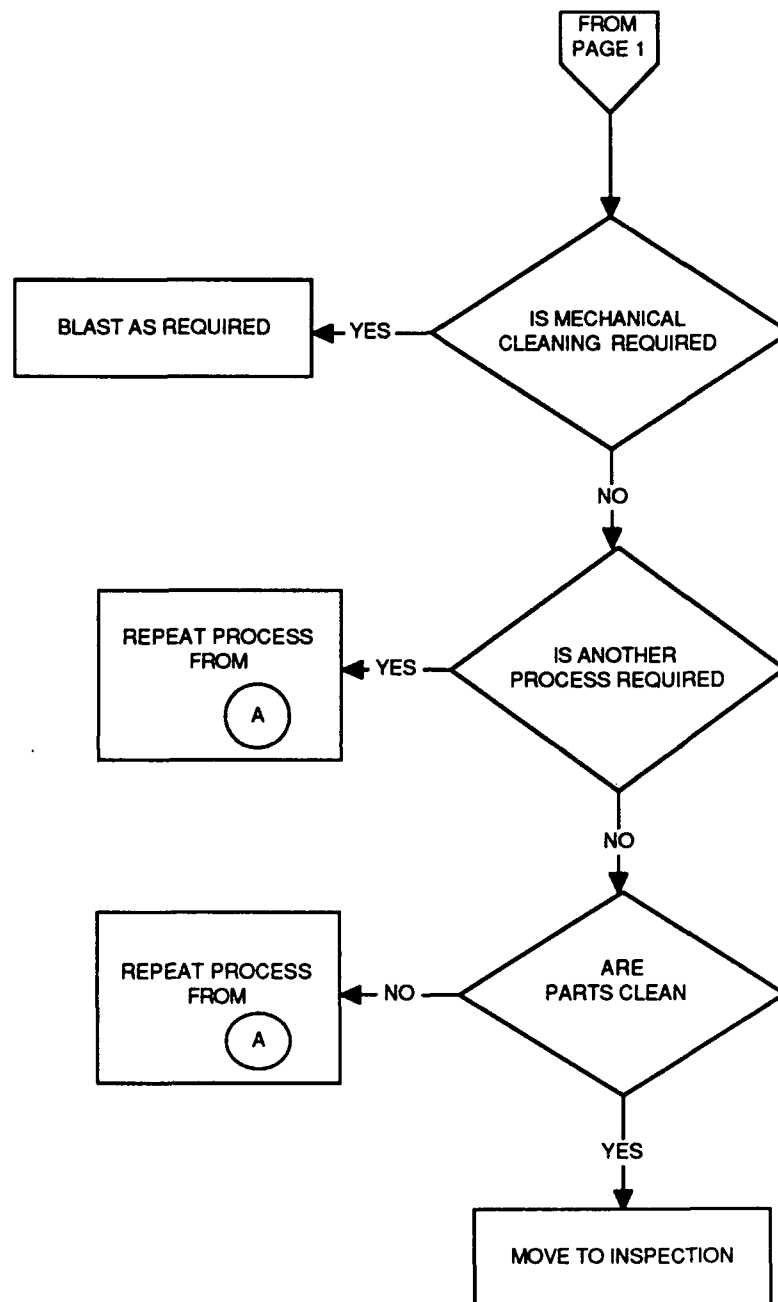 FROM
PAGE 1
IS MECHANICAL
CLEANING REQUIRED
YES
BLAST AS REQUIRED
NO
IS ANOTHER
PROCESS REQUIRED
YES
REPEAT PROCESS
FROM
A
NO
ARE
PARTS CLEAN
NO
REPEAT PROCESS
FROM
A
YES
MOVE TO INSPECTION